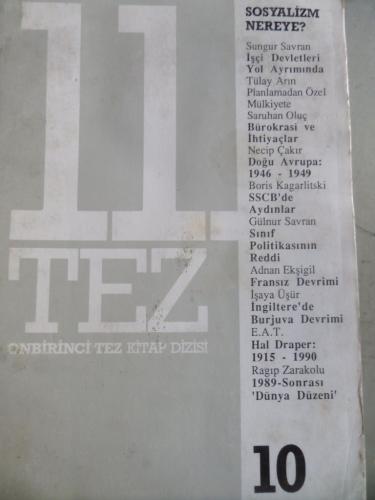 11.
TEZ
ONBİRİNCİ TEZ KİTAP DİZİSİ
SOSYALİZM
NEREYE?
Sungur Savran
İşçi Devletleri
Yol Ayrımında
Tülay Arın
Planlamadan Özel
Mülkiyete
Saruhan Oluç
Bürokrasi ve
İhtiyaçlar
Necip Çakır
Doğu Avrupa:
1946 - 1949
Boris Kagarlitski
SSCB'de
Aydınlar
Gülnur Savran
Sınıf
Politikasının
Reddi
Adnan Ekşigil
Fransız Devrimi
İşaya Üşür
İngiltere'de
Burjuva Devrimi
E.A.T.
Hal Draper:
1915 - 1990
Ragıp Zarakolu
1989-Sonrası
'Dünya Düzeni'
10